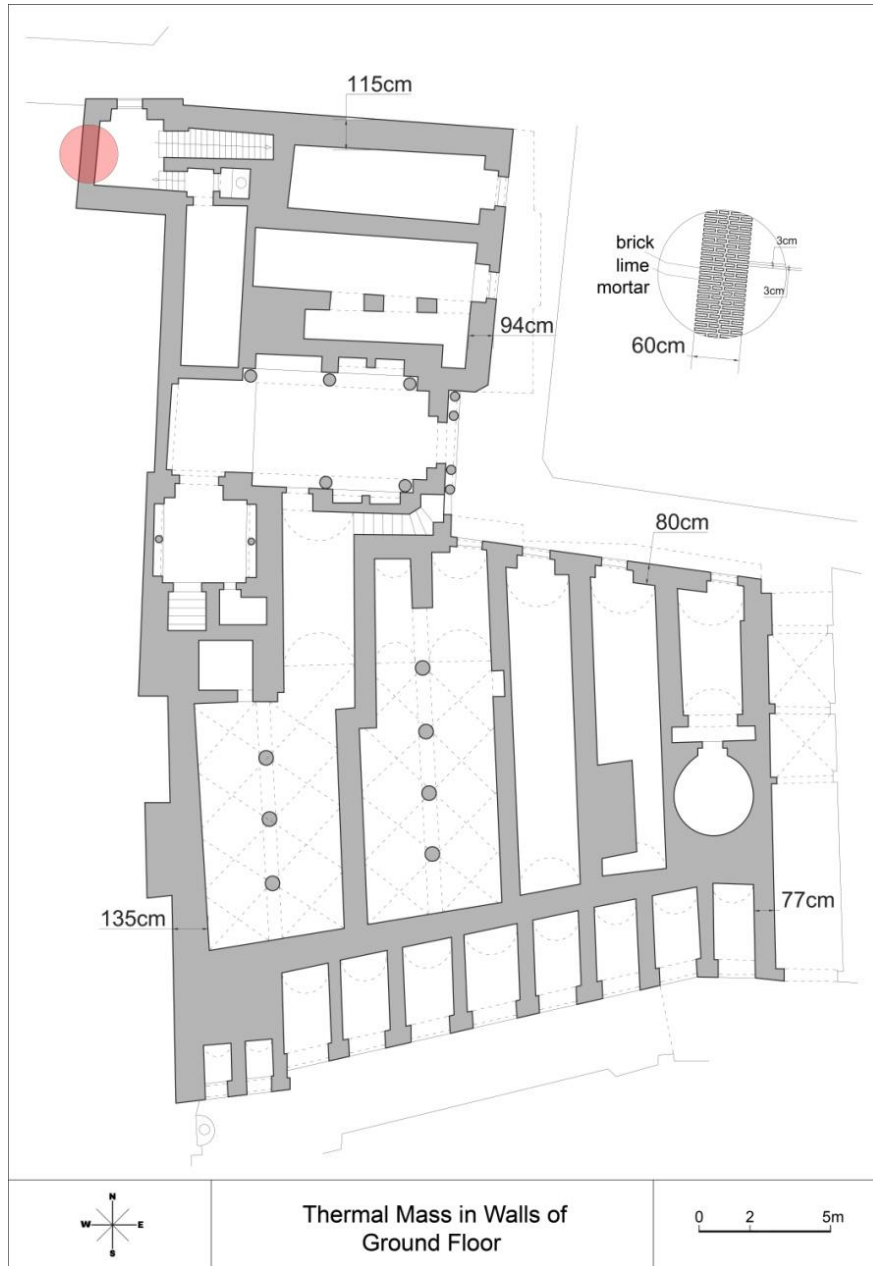 115cm
brick
lime
mortar
3cm
3cm
60cm
94cm
80cm
135cm
77cm
N
W
E
S
Thermal Mass in Walls of
Ground Floor
0 2 5m